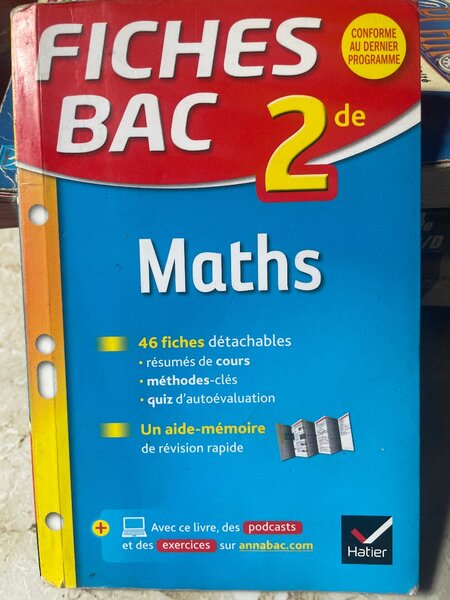 FICHES
BAC
2de
CONFORME
AU DERNIER
PROGRAMME
Maths
46 fiches détachables
• résumés de cours
• méthodes-clés
• quiz d'autoévaluation
Un aide-mémoire
de révision rapide
+ Avec ce livre, des podcasts
et des exercices sur annabac.com
Hatier